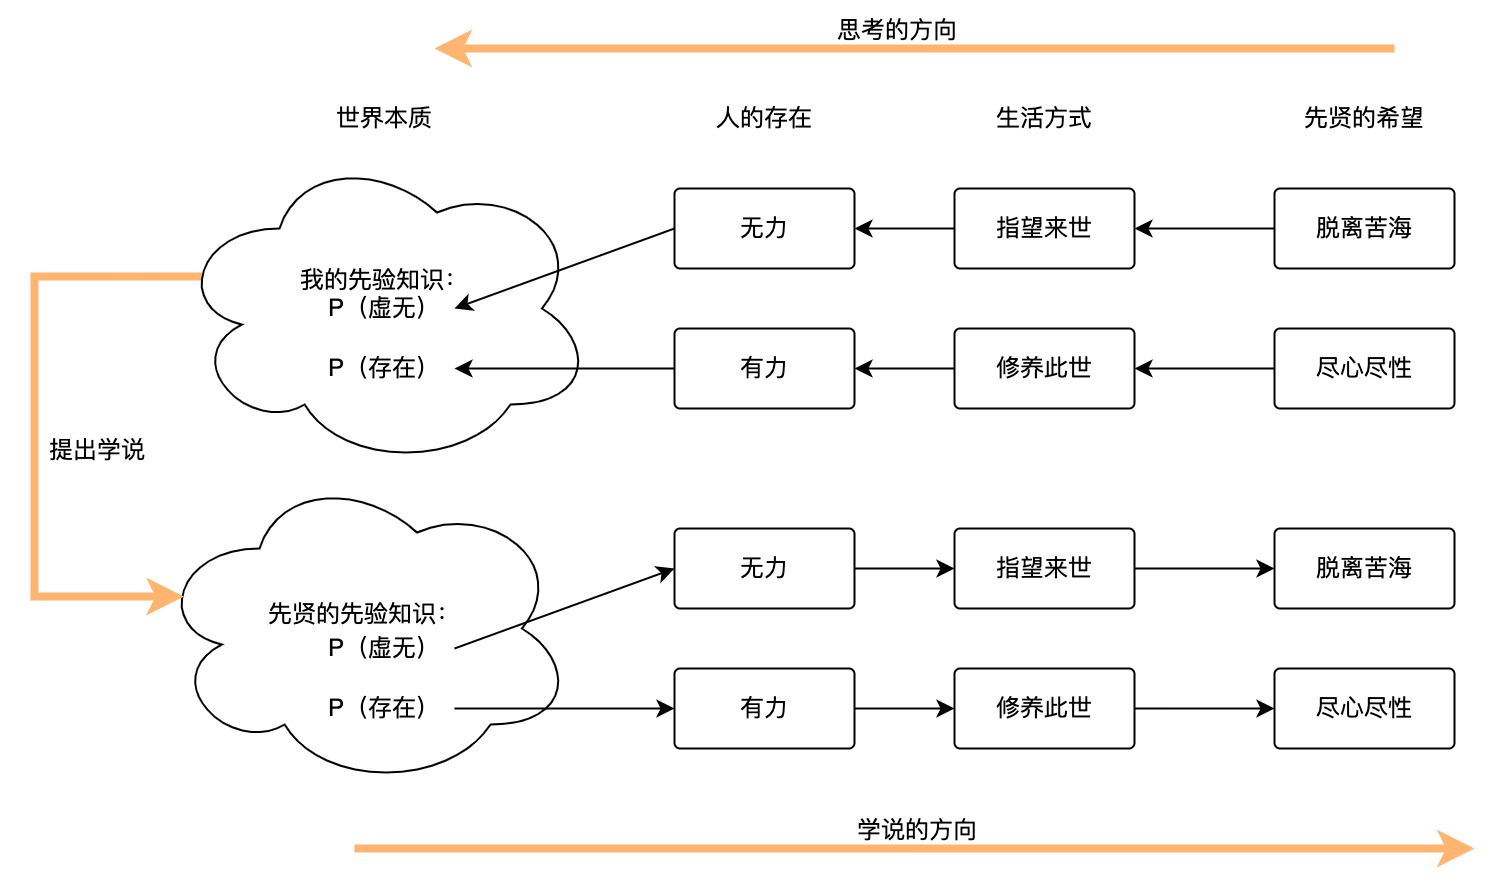 思考的方向
世界本质
人的存在
生活方式
先贤的希望
无力
指望来世
脱离苦海
我的先验知识：
P（虚无）
P（存在）
有力
修养此世
尽心尽性
提出学说
无力
指望来世
脱离苦海
先贤的先验知识：
P（虚无）
P（存在）
有力
修养此世
尽心尽性
学说的方向